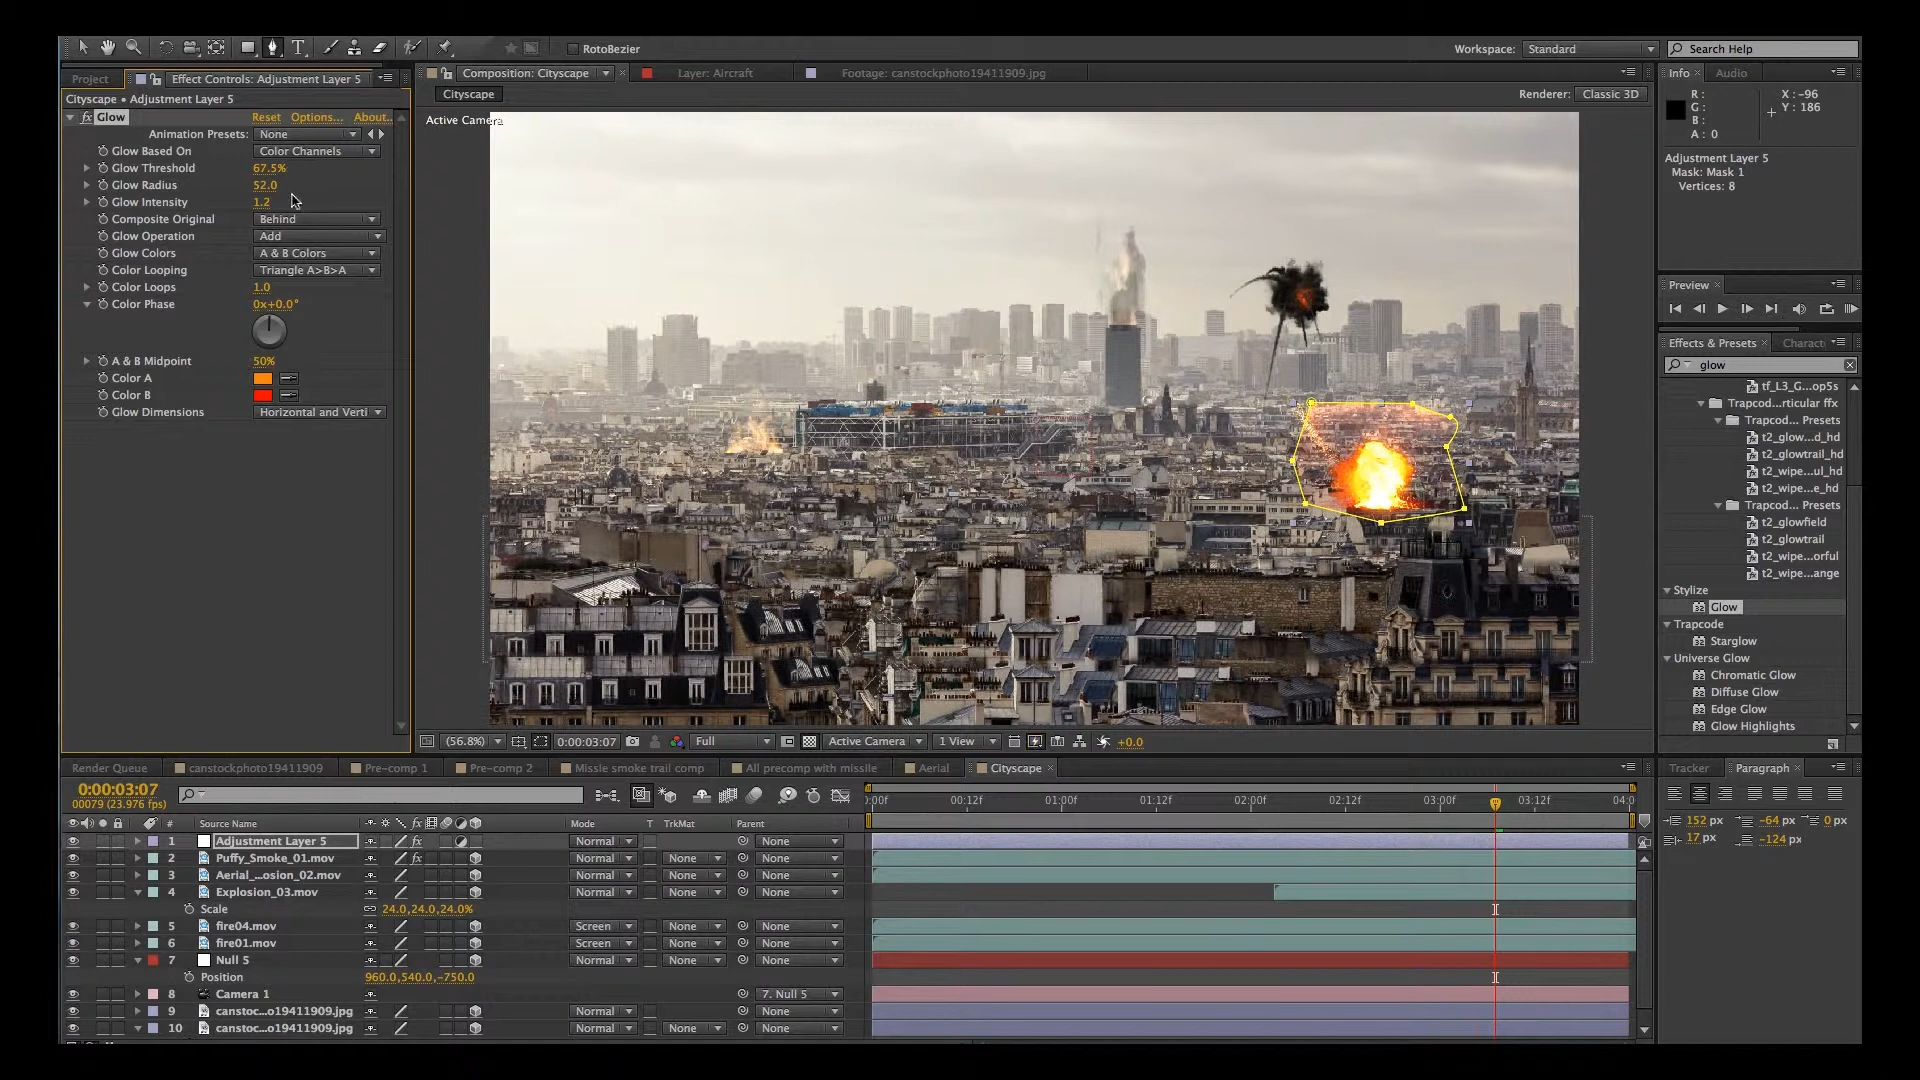 RotoBezier
Workspace: Standard
Search Help
Project
Effect Controls: Adjustment Layer 5
Composition: Cityscape
Layer: Aircraft
Footage: canstockphoto19411909.jpg
Info
Audio
Cityscape • Adjustment Layer 5
Cityscape
Renderer: Classic 3D
R :
G :
B :
A : 0
X : -96
Y : 186
fx Glow
Reset
Options...
About..
Animation Presets: None
Glow Based On Color Channels
Glow Threshold 67.5%
Glow Radius 52.0
Glow Intensity 1.2
Composite Original Behind
Glow Operation Add
Glow Colors A & B Colors
Color Looping Triangle A>B>A
Color Loops 1.0
Color Phase 0x+0.0°
A & B Midpoint 50%
Color A
Color B
Glow Dimensions Horizontal and Verti
Active Camera
Adjustment Layer 5
Mask: Mask 1
Vertices: 8
Preview
Effects & Presets
Charact
glow
tf_L3_G...op5s
Trapcod...rticular ffx
Trapcod... Presets
t2_glow...d_hd
t2_glowtrail_hd
t2_wipe...ul_hd
t2_wipe...e_hd
Trapcod... Presets
t2_glowfield
t2_glowtrail
t2_wipe...orful
t2_wipe...ange
Stylize
Glow
Trapcode
Starglow
Universe Glow
Chromatic Glow
Diffuse Glow
Edge Glow
Glow Highlights
(56.8%)
0:00:03:07
Full
Active Camera
1 View
+0.0
Render Queue
canstockphoto19411909
Pre-comp 1
Pre-comp 2
Missle smoke trail comp
All precomp with missile
Aerial
Cityscape
Tracker
Paragraph
0:00:03:07
00079 (23.976 fps)
0:00f 00:12f 01:00f 01:12f 02:00f 02:12f 03:00f 03:12f 04:0
152 px
-64 px
0 px
17 px
-124 px
# Source Name fx Mode T TrkMat Parent
1 Adjustment Layer 5 fx Normal None
2 Puffy_Smoke_01.mov fx Normal None None
3 Aerial_...osion_02.mov Normal None None
4 Explosion_03.mov Normal None None
Scale 24.0,24.0,24.0%
5 fire04.mov Screen None None
6 fire01.mov Screen None None
7 Null 5 Normal None None
Position 960.0,540.0,-750.0
8 Camera 1 7. Null 5
9 canstoc...o19411909.jpg Normal None
10 canstoc...o19411909.jpg Normal None None